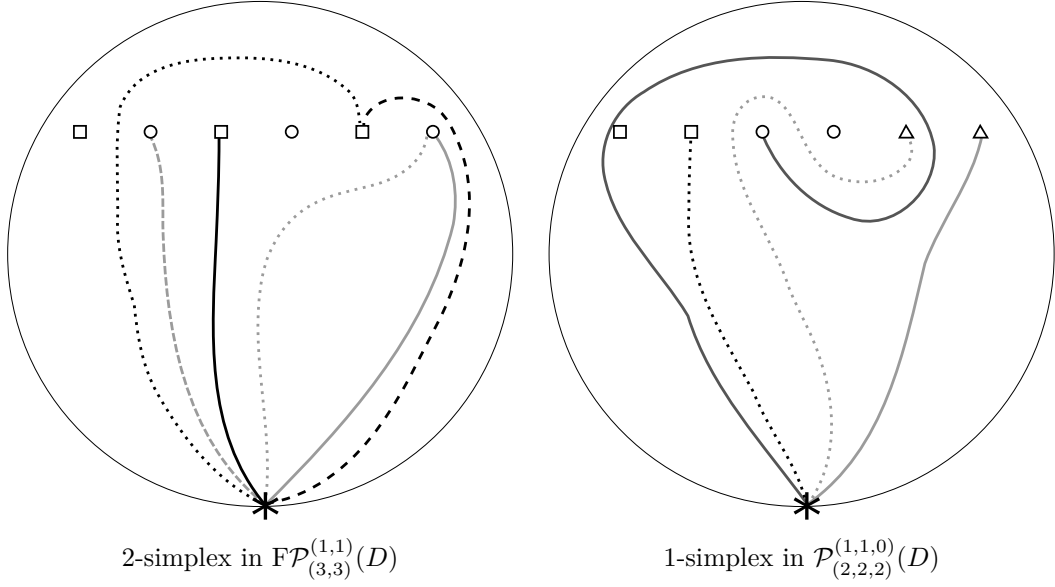 2-simplex in F𝒫^{(1,1)}_{(3,3)}(D)
1-simplex in 𝒫^{(1,1,0)}_{(2,2,2)}(D)